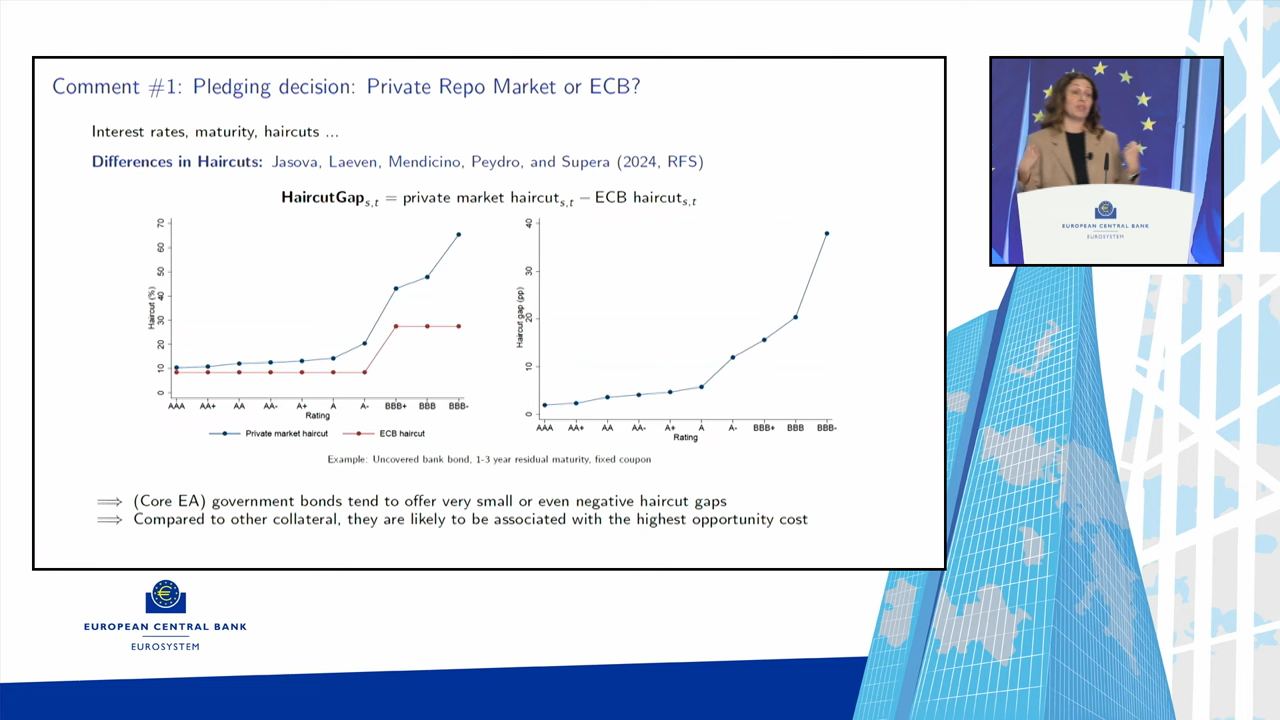 Comment #1: Pledging decision: Private Repo Market or ECB?
Interest rates, maturity, haircuts ...
Differences in Haircuts: Jasova, Laeven, Mendicino, Peydro, and Supera (2024, RFS)
HaircutGap s,t = private market haircut s,t − ECB haircut s,t
Haircut (%)
70
60
50
40
30
20
10
0
AAA AA+ AA AA- A+ A A- BBB+ BBB BBB-
Rating
Private market haircut ECB haircut
Haircut gap (pp)
40
30
20
10
0
AAA AA+ AA AA- A+ A A- BBB+ BBB BBB-
Rating
Example: Uncovered bank bond, 1-3 year residual maturity, fixed coupon
⟹ (Core EA) government bonds tend to offer very small or even negative haircut gaps
⟹ Compared to other collateral, they are likely to be associated with the highest opportunity cost
EUROPEAN CENTRAL BANK
EUROSYSTEM
EUROPEAN CENTRAL BANK
EUROSYSTEM